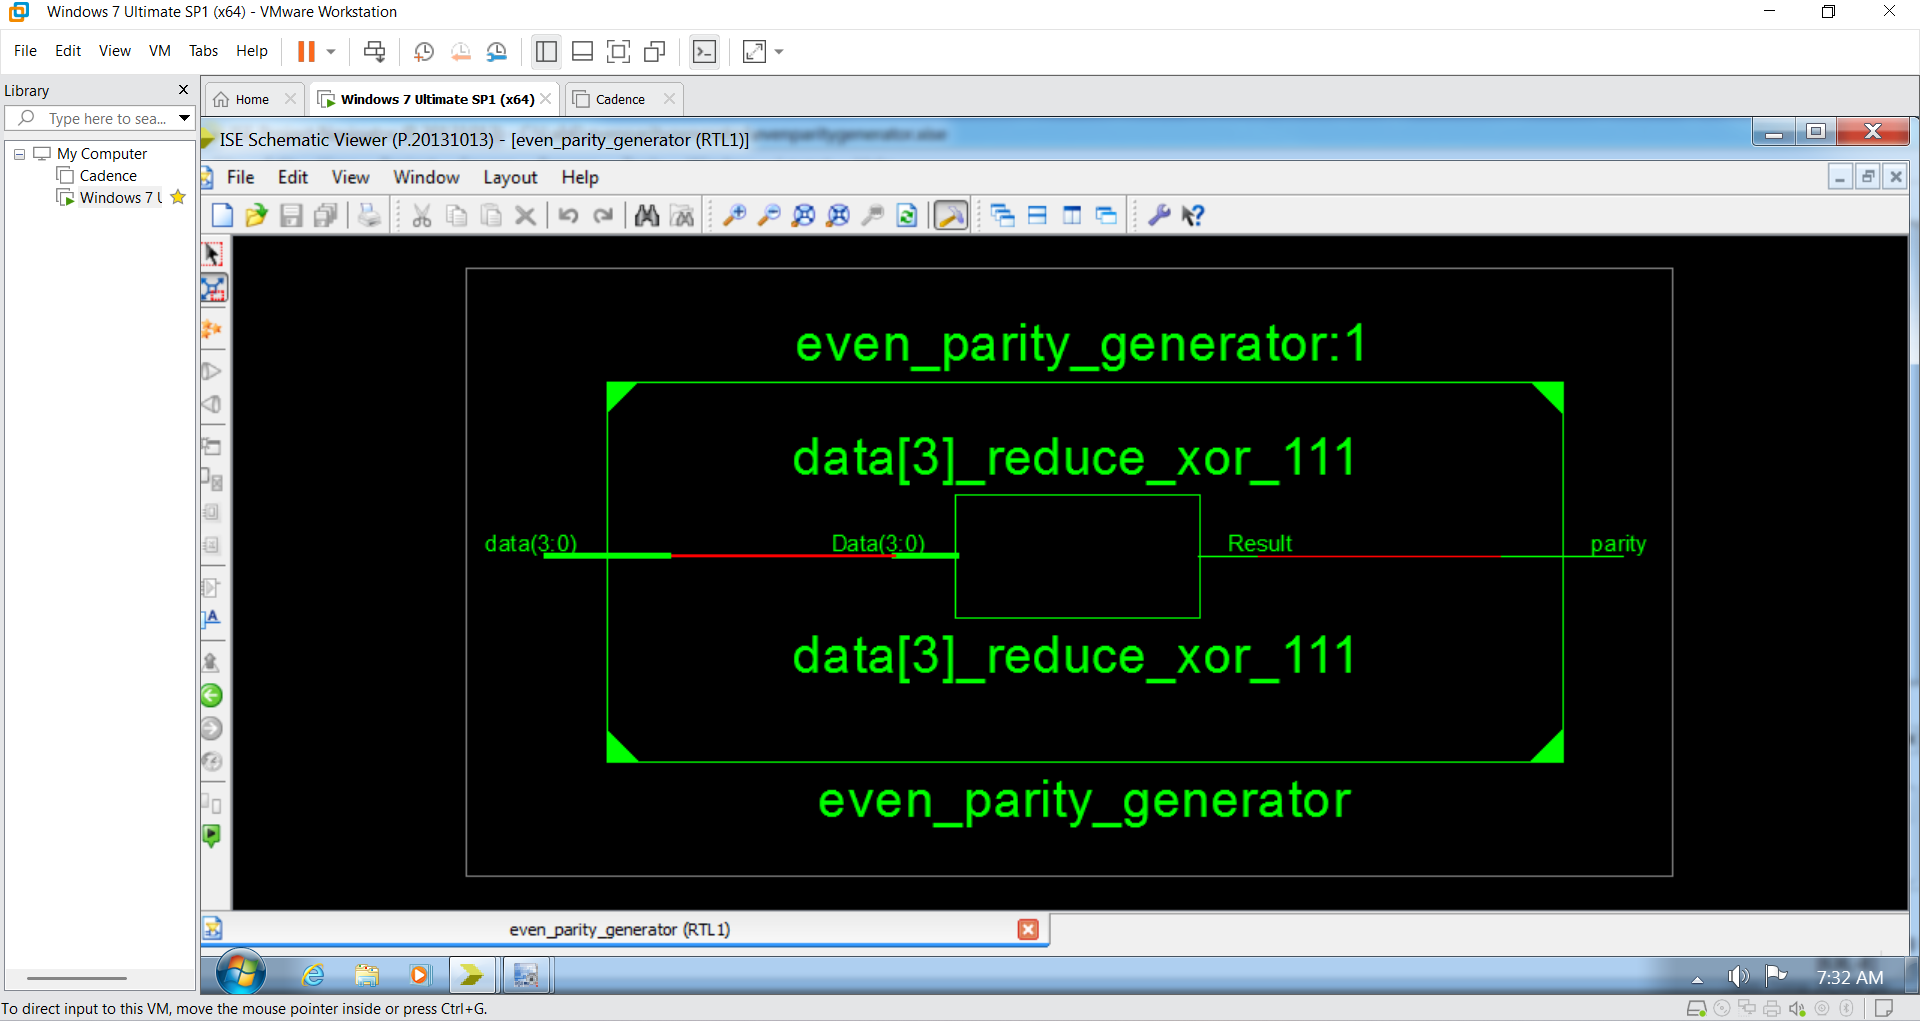 Windows 7 Ultimate SP1 (x64) - VMware Workstation
File Edit View VM Tabs Help
Library
Type here to sea...
My Computer
Cadence
Windows 7 U
Home
Windows 7 Ultimate SP1 (x64)
Cadence
ISE Schematic Viewer (P.20131013) - [even_parity_generator (RTL1)]
File Edit View Window Layout Help
even_parity_generator:1
data[3]_reduce_xor_111
data(3:0) Data(3:0) Result parity
data[3]_reduce_xor_111
even_parity_generator
even_parity_generator (RTL1)
7:32 AM
To direct input to this VM, move the mouse pointer inside or press Ctrl+G.